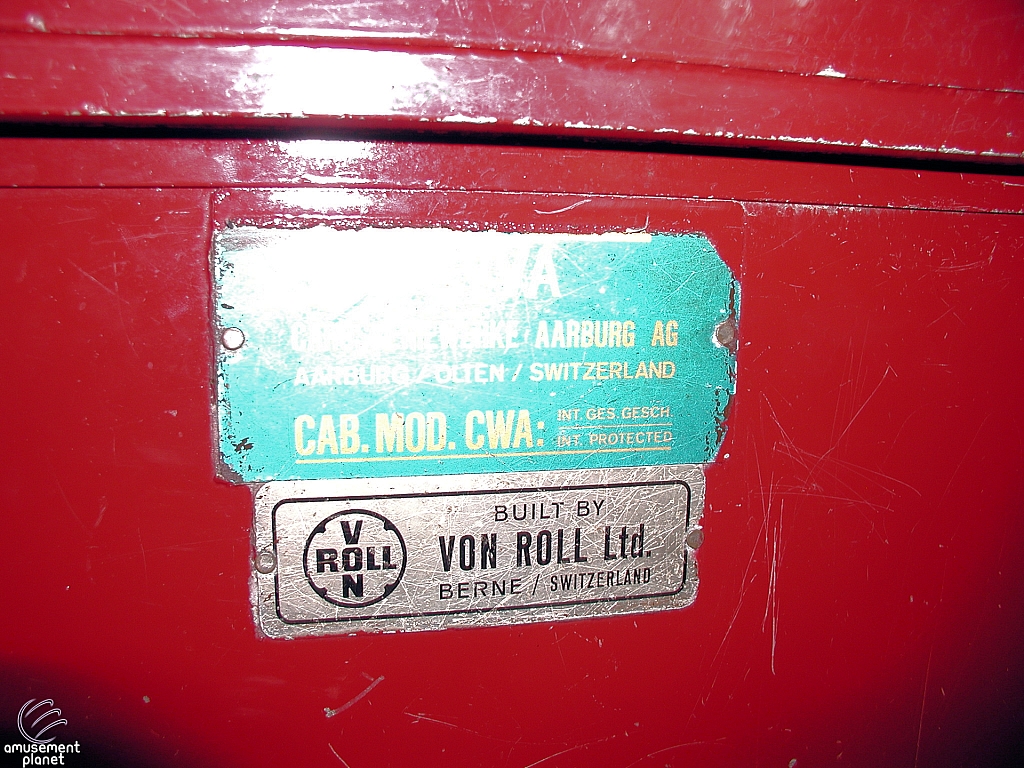 AARBURG AG
AARBURG / OLTEN / SWITZERLAND
CAB. MOD. CWA:
INT. GES. GESCH.
INT. PROTECTED
VON
ROLL
BUILT BY
VON ROLL Ltd.
BERNE / SWITZERLAND
amusement
planet